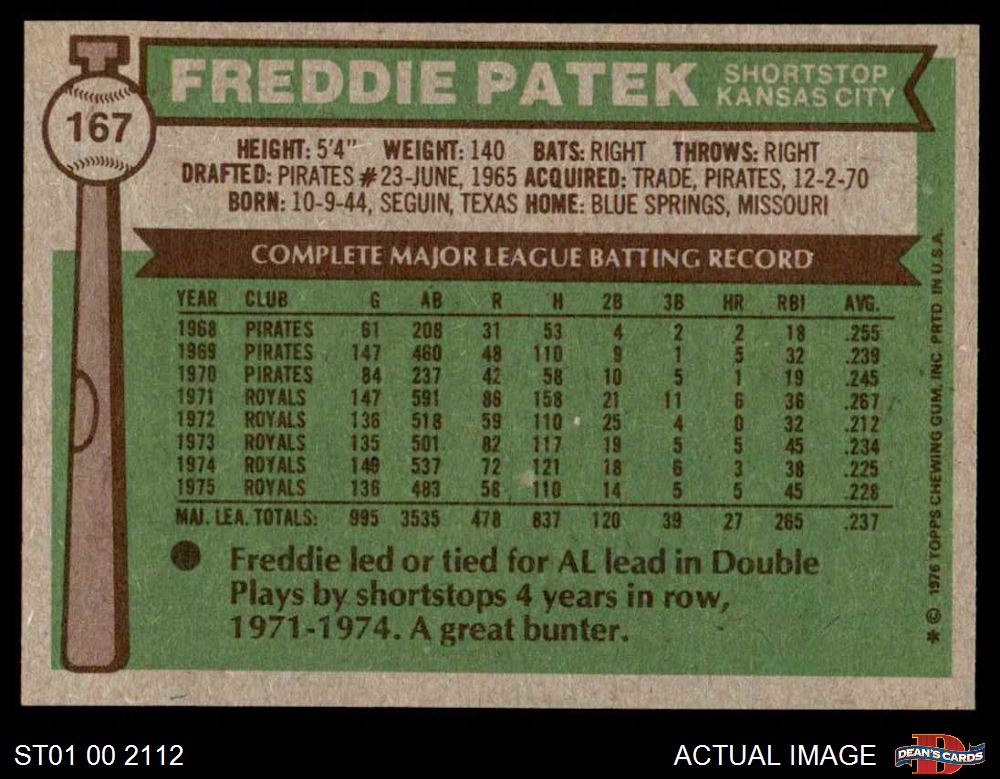 FREDDIE PATEK
SHORTSTOP
KANSAS CITY
167
HEIGHT: 5'4" WEIGHT: 140 BATS: RIGHT THROWS: RIGHT
DRAFTED: PIRATES #23-JUNE, 1965 ACQUIRED: TRADE, PIRATES, 12-2-70
BORN: 10-9-44, SEGUIN, TEXAS HOME: BLUE SPRINGS, MISSOURI
COMPLETE MAJOR LEAGUE BATTING RECORD
YEAR CLUB G AB R H 2B 3B HR RBI AVG.
1968 PIRATES 61 208 31 53 4 2 2 18 .255
1969 PIRATES 147 460 48 110 9 1 5 32 .239
1970 PIRATES 84 237 42 58 10 5 1 19 .245
1971 ROYALS 147 591 86 158 21 11 6 36 .267
1972 ROYALS 136 518 59 110 25 4 0 32 .212
1973 ROYALS 135 501 82 117 19 5 5 45 .234
1974 ROYALS 149 537 72 121 18 6 3 38 .225
1975 ROYALS 136 483 58 110 14 5 5 45 .228
MAJ. LEA. TOTALS: 995 3535 478 837 120 39 27 265 .237
● Freddie led or tied for AL lead in Double
Plays by shortstops 4 years in row,
1971-1974. A great bunter.
* © 1976 TOPPS CHEWING GUM, INC PRTD. IN U.S.A.
ST01 00 2112
ACTUAL IMAGE
DEAN'S CARDS